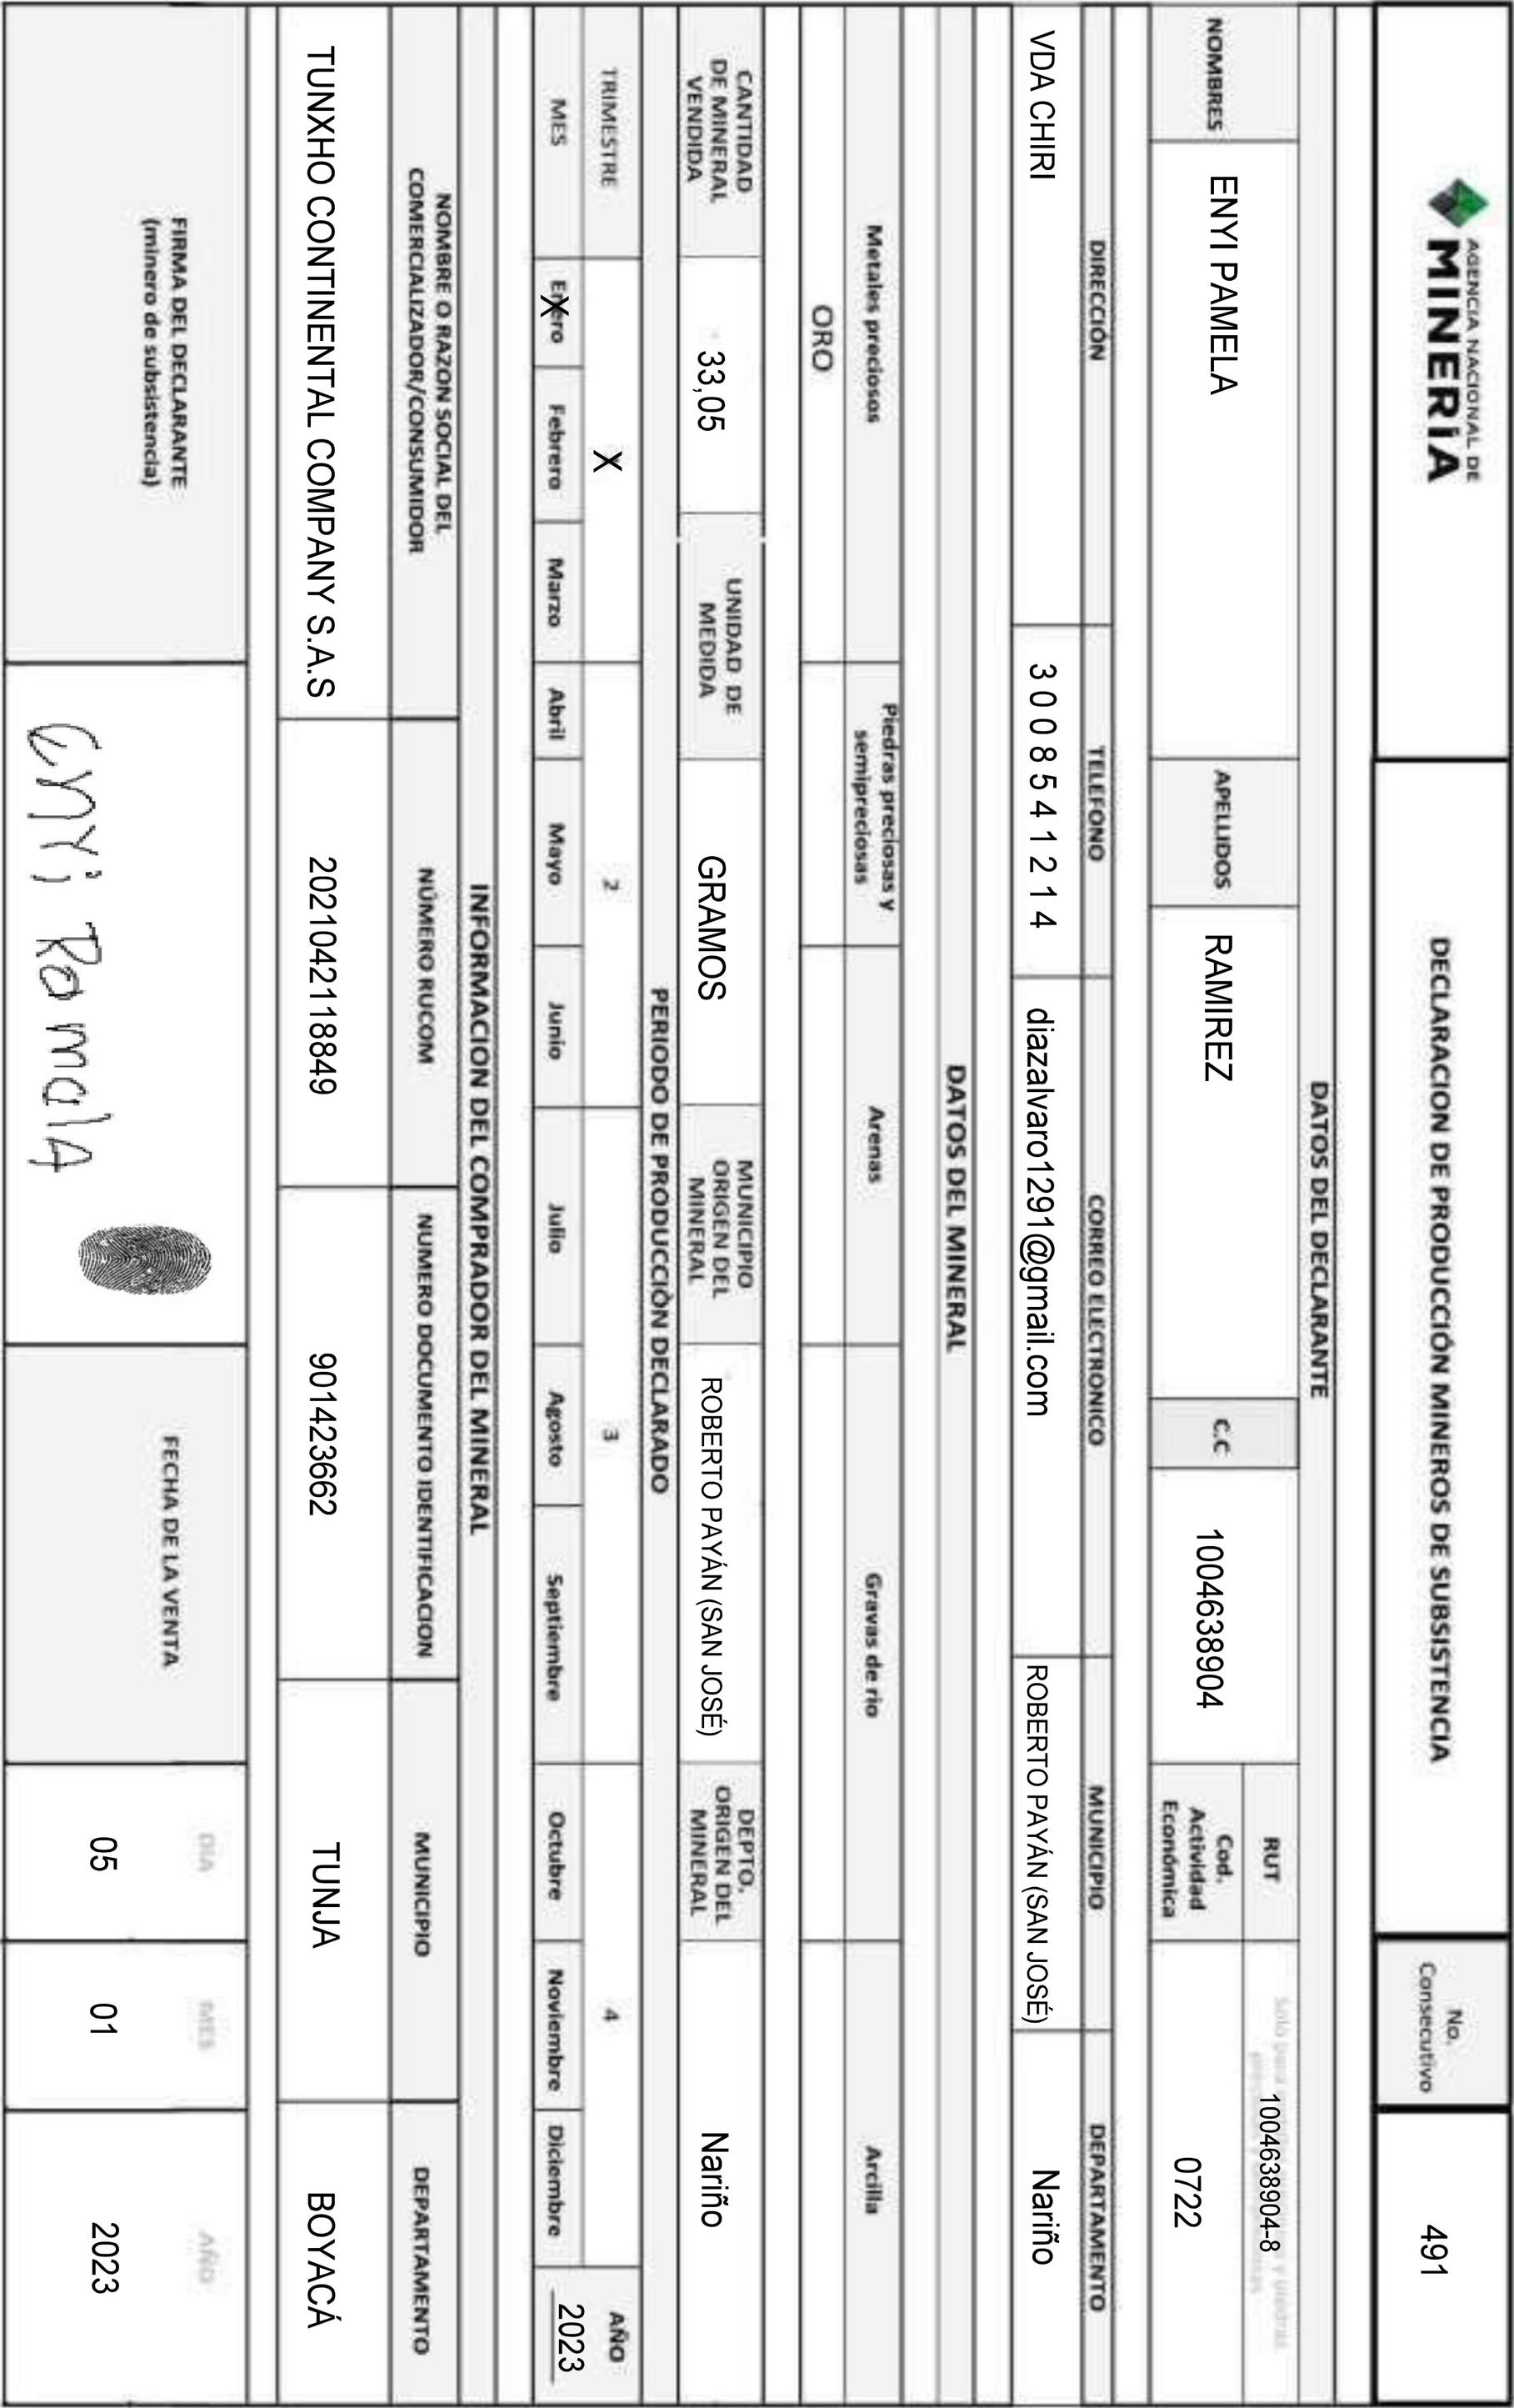 AGENCIA NACIONAL DE
MINERÍA
DECLARACION DE PRODUCCIÓN MINEROS DE SUBSISTENCIA
No.
Consecutivo
491
DATOS DEL DECLARANTE
NOMBRES
ENYI PAMELA
APELLIDOS
RAMIREZ
C.C
1004638904
RUT
1004638904-8
Cod.
Actividad
Económica
0722
DIRECCIÓN
TELEFONO
CORREO ELECTRONICO
MUNICIPIO
DEPARTAMENTO
VDA CHIRI
3 0 0 8 5 4 1 2 1 4
diazalvaro1291@gmail.com
ROBERTO PAYÁN (SAN JOSÉ)
Nariño
DATOS DEL MINERAL
Metales preciosos
Piedras preciosas y
semipreciosas
Arenas
Gravas de rio
Arcilla
ORO
CANTIDAD
DE MINERAL
VENDIDA
33,05
UNIDAD DE
MEDIDA
GRAMOS
MUNICIPIO
ORIGEN DEL
MINERAL
ROBERTO PAYÁN (SAN JOSÉ)
DEPTO.
ORIGEN DEL
MINERAL
Nariño
PERIODO DE PRODUCCIÓN DECLARADO
TRIMESTRE
X
2
3
4
AÑO
MES
Enero
X
Febrero
Marzo
Abril
Mayo
Junio
Julio
Agosto
Septiembre
Octubre
Noviembre
Diciembre
2023
INFORMACION DEL COMPRADOR DEL MINERAL
NOMBRE O RAZON SOCIAL DEL
COMERCIALIZADOR/CONSUMIDOR
NÚMERO RUCOM
NUMERO DOCUMENTO IDENTIFICACION
MUNICIPIO
DEPARTAMENTO
TUNXHO CONTINENTAL COMPANY S.A.S
2021042118849
901423662
TUNJA
BOYACÁ
FIRMA DEL DECLARANTE
(minero de subsistencia)
FECHA DE LA VENTA
DÍA
MES
AÑO
05
01
2023